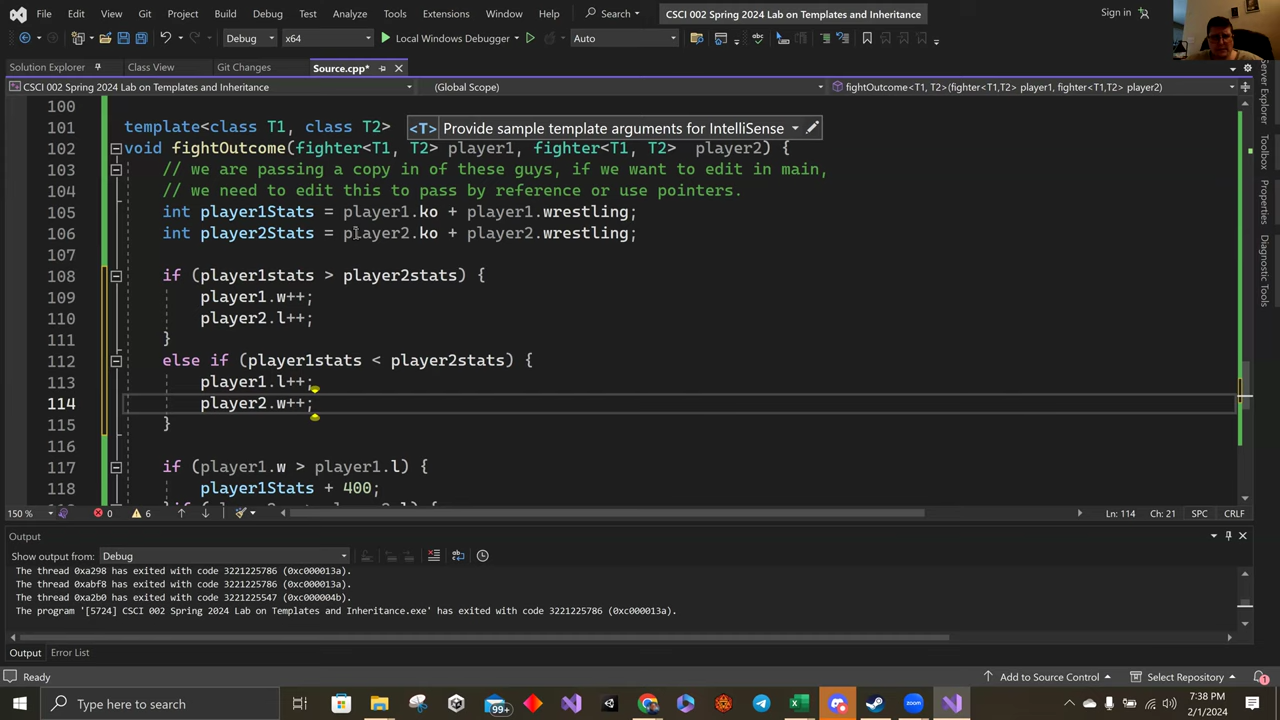 File Edit View Git Project Build Debug Test Analyze Tools Extensions Window Help Search CSCI 002 Spring 2024 Lab on Templates and Inheritance Sign in
Debug x64 Local Windows Debugger Auto
Solution Explorer Class View Git Changes Source.cpp*
CSCI 002 Spring 2024 Lab on Templates and Inheritance (Global Scope) fightOutcome<T1, T2>(fighter<T1,T2> player1, fighter<T1,T2> player2)
100
101 template<class T1, class T2> <T> Provide sample template arguments for IntelliSense
102 void fightOutcome(fighter<T1, T2> player1, fighter<T1, T2> player2) {
103 // we are passing a copy in of these guys, if we want to edit in main,
104 // we need to edit this to pass by reference or use pointers.
105 int player1Stats = player1.ko + player1.wrestling;
106 int player2Stats = player2.ko + player2.wrestling;
107
108 if (player1stats > player2stats) {
109 player1.w++;
110 player2.l++;
111 }
112 else if (player1stats < player2stats) {
113 player1.l++;
114 player2.w++;
115 }
116
117 if (player1.w > player1.l) {
118 player1Stats + 400;
150 % 0 6 Ln: 114 Ch: 21 SPC CRLF
Output
Show output from: Debug
The thread 0xa298 has exited with code 3221225786 (0xc000013a).
The thread 0xabf8 has exited with code 3221225786 (0xc000013a).
The thread 0xa2b0 has exited with code 3221225547 (0xc000004b).
The program '[5724] CSCI 002 Spring 2024 Lab on Templates and Inheritance.exe' has exited with code 3221225786 (0xc000013a).
Output Error List
Ready Add to Source Control Select Repository 1
Type here to search 99+ 7:38 PM
2/1/2024
Server Explorer
Toolbox
Properties
Diagnostic Tools